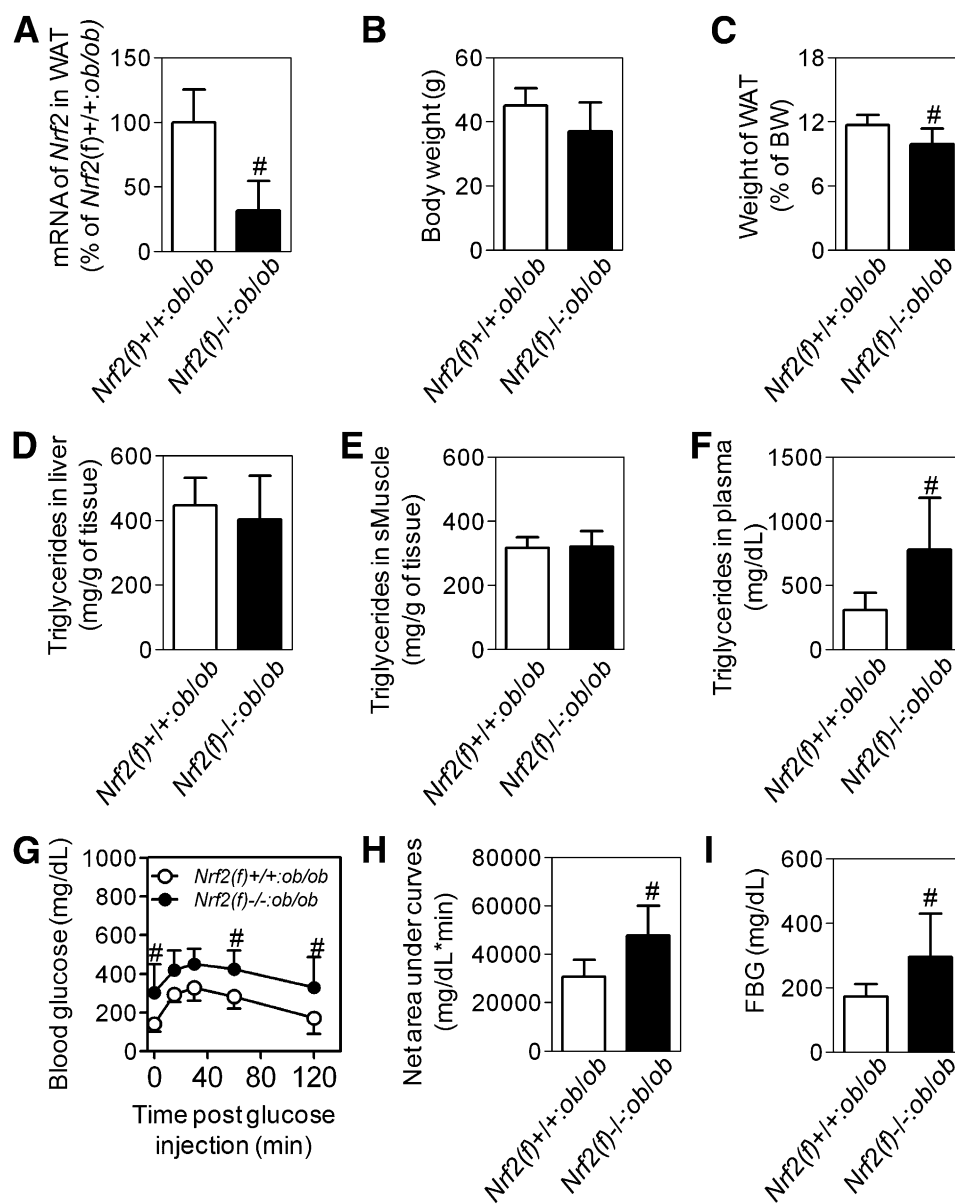 A
mRNA of Nrf2 in WAT
(% of Nrf2(f)+/+:ob/ob)
150
100
50
0
#
Nrf2(f)+/+:ob/ob
Nrf2(f)-/-:ob/ob
B
Body weight (g)
60
40
20
0
Nrf2(f)+/+:ob/ob
Nrf2(f)-/-:ob/ob
C
Weight of WAT
(% of BW)
18
12
6
0
#
Nrf2(f)+/+:ob/ob
Nrf2(f)-/-:ob/ob
D
Triglycerides in liver
(mg/g of tissue)
600
400
200
0
Nrf2(f)+/+:ob/ob
Nrf2(f)-/-:ob/ob
E
Triglycerides in sMuscle
(mg/g of tissue)
600
400
200
0
Nrf2(f)+/+:ob/ob
Nrf2(f)-/-:ob/ob
F
Triglycerides in plasma
(mg/dL)
1500
1000
500
0
#
Nrf2(f)+/+:ob/ob
Nrf2(f)-/-:ob/ob
G
Blood glucose (mg/dL)
1000
800
600
400
200
0
Nrf2(f)+/+:ob/ob
Nrf2(f)-/-:ob/ob
# # #
0 40 80 120
Time post glucose
injection (min)
H
Net area under curves
(mg/dL*min)
80000
60000
40000
20000
0
#
Nrf2(f)+/+:ob/ob
Nrf2(f)-/-:ob/ob
I
FBG (mg/dL)
600
400
200
0
#
Nrf2(f)+/+:ob/ob
Nrf2(f)-/-:ob/ob